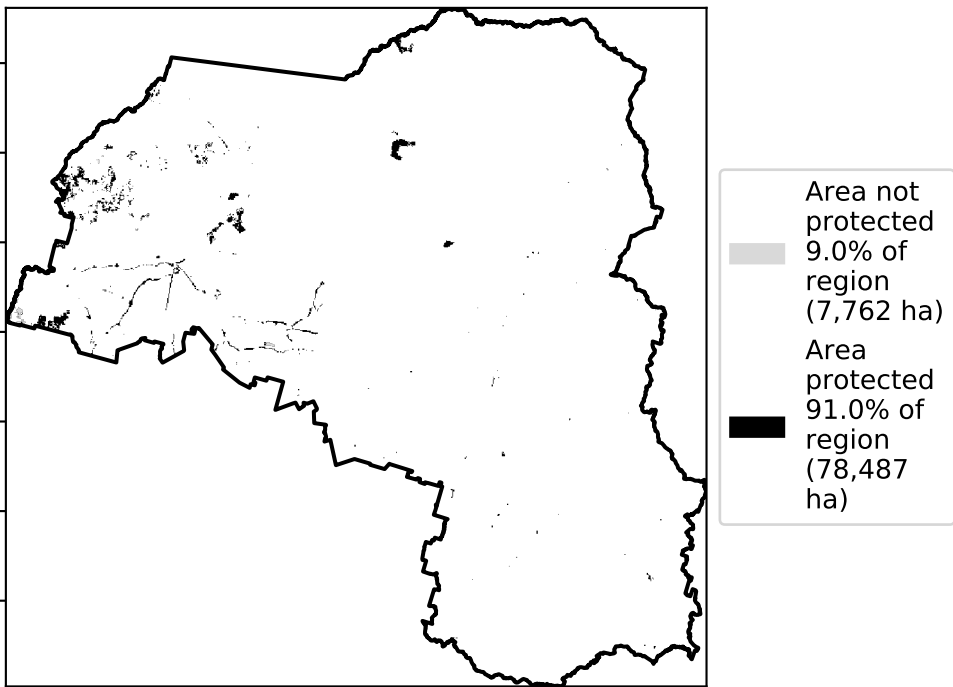 Area not
protected
9.0% of
region
(7,762 ha)
Area
protected
91.0% of
region
(78,487
ha)